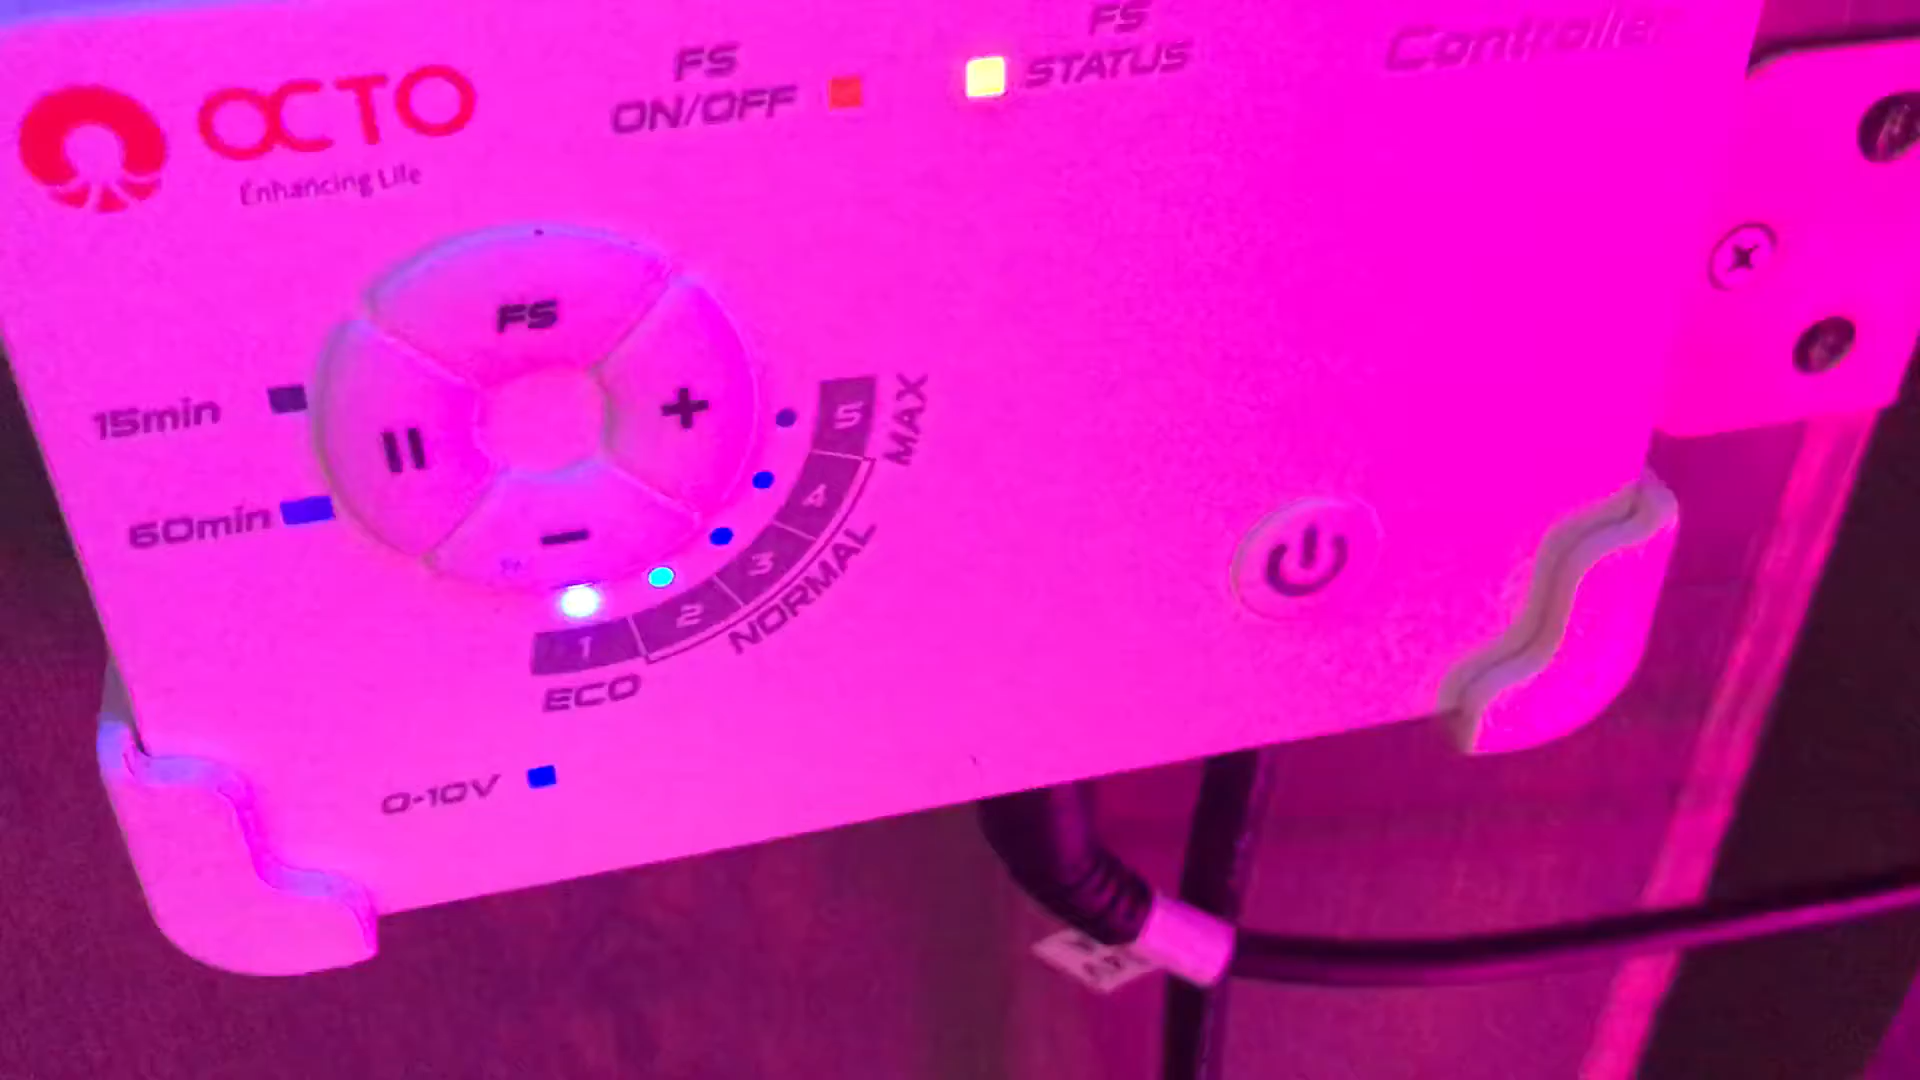 OCTO
Enhancing Life
FS
ON/OFF
FS
STATUS
Controller
FS
+
15min
60min
5
MAX
4
3
NORMAL
2
1
ECO
0-10V